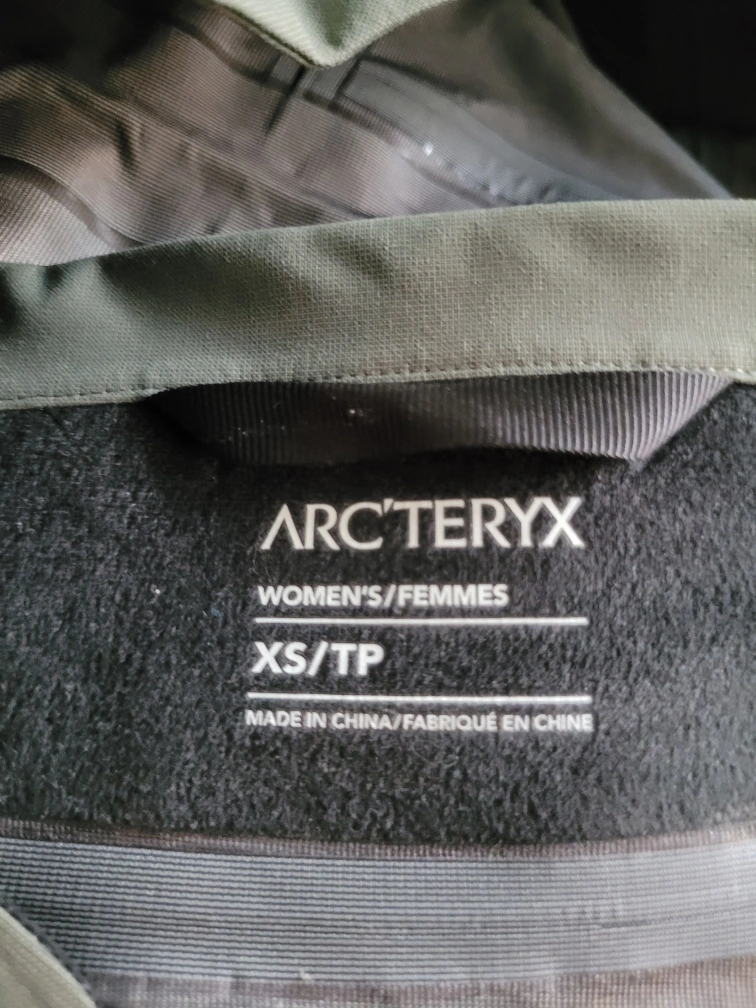 ARC'TERYX
WOMEN'S/FEMMES
XS/TP
MADE IN CHINA/FABRIQUÉ EN CHINE